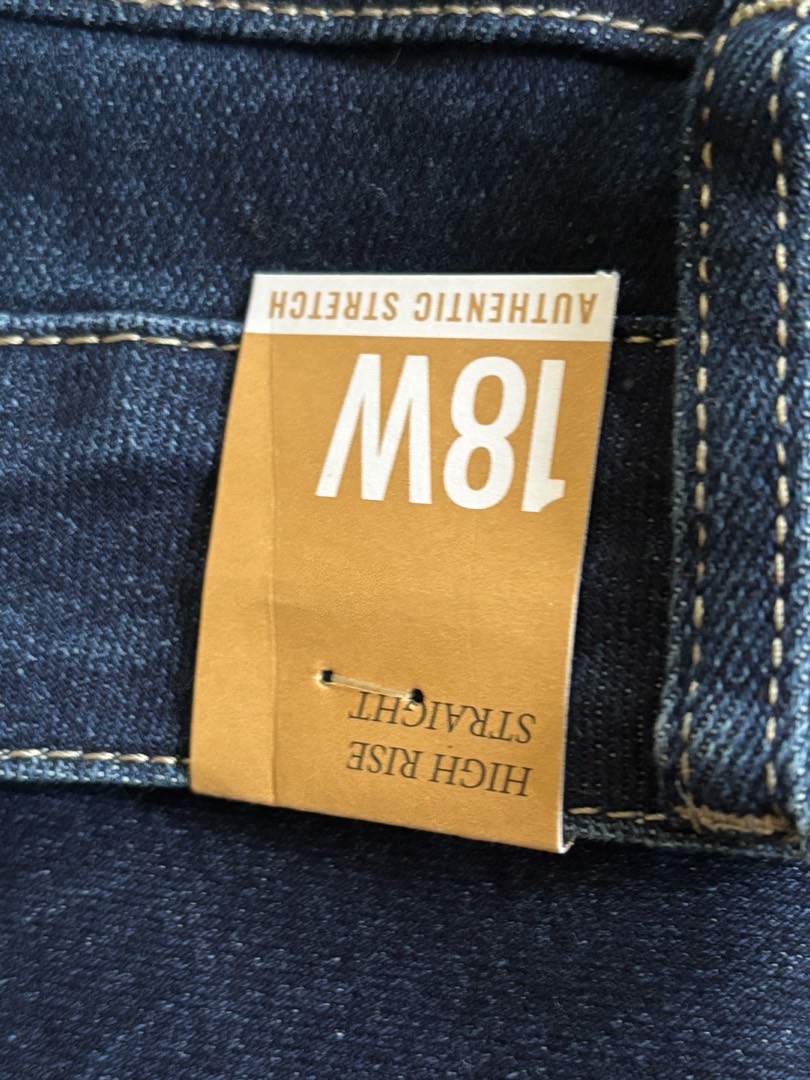 HIGH RISE
STRAIGHT
18W
AUTHENTIC STRETCH